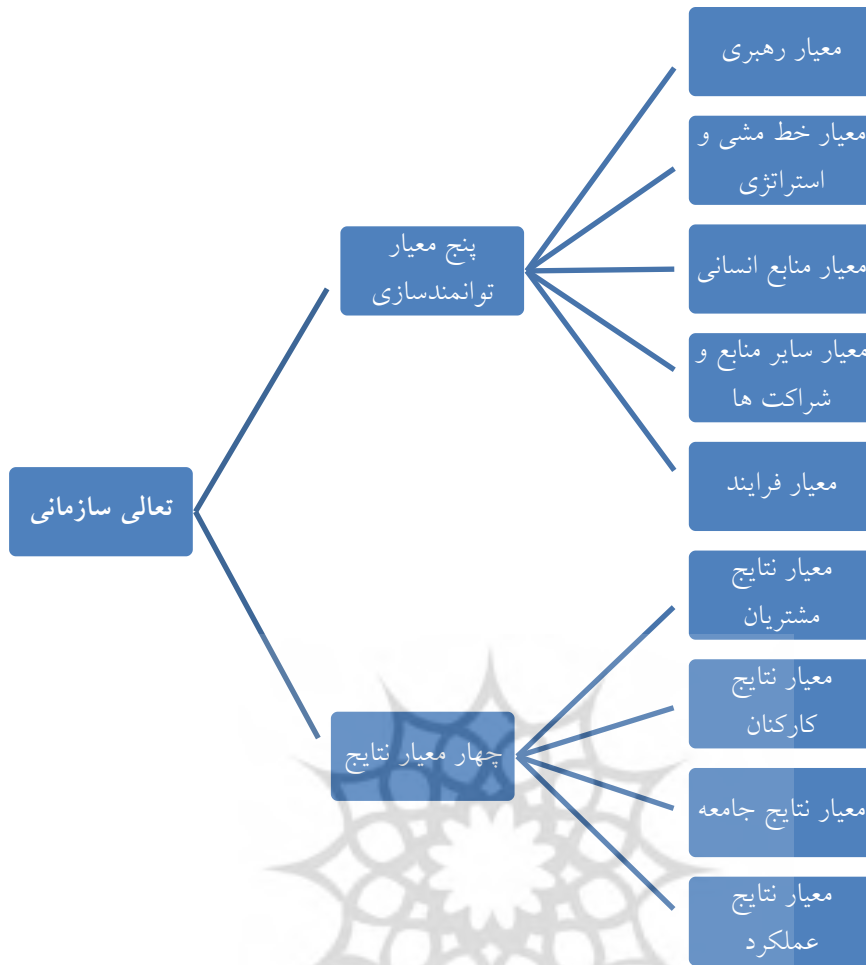 تعالی سازمانی
پنج معیار
توانمندسازی
معیار رهبری
معیار خط مشی و
استراتژی
معیار منابع انسانی
معیار سایر منابع و
شراکت ها
معیار فرایند
چهار معیار نتایج
معیار نتایج
مشتریان
معیار نتایج
کارکنان
معیار نتایج جامعه
معیار نتایج
عملکرد